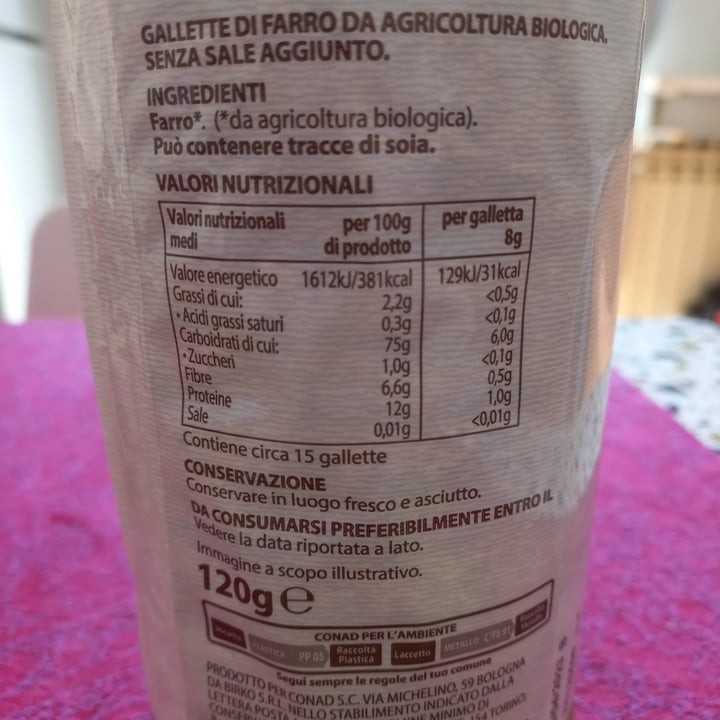 GALLETTE DI FARRO DA AGRICOLTURA BIOLOGICA.
SENZA SALE AGGIUNTO.
INGREDIENTI
Farro*. (*da agricoltura biologica).
Può contenere tracce di soia.
VALORI NUTRIZIONALI
Valori nutrizionali medi per 100g di prodotto per galletta 8g
Valore energetico 1612kJ/381kcal 129kJ/31kcal
Grassi di cui: 2,2g <0,5g
• Acidi grassi saturi 0,3g <0,1g
Carboidrati di cui: 75g 6,0g
• Zuccheri 1,0g <0,1g
Fibre 6,6g 0,5g
Proteine 12g 1,0g
Sale 0,01g <0,01g
Contiene circa 15 gallette
CONSERVAZIONE
Conservare in luogo fresco e asciutto.
DA CONSUMARSI PREFERIBILMENTE ENTRO IL
Vedere la data riportata a lato.
Immagine a scopo illustrativo.
120g e
CONAD PER L'AMBIENTE
PLASTICA PP 05 Raccolta Plastica Laccetto METALLO Raccolta
Segui sempre le regole del tuo comune
PRODOTTO PER CONAD S.C. VIA MICHELINO, 59 BOLOGNA
DA BIRKO S.R.L. NELLO STABILIMENTO INDICATO DALLA
LETTERA POSTA MINIMO DI
TORINO,